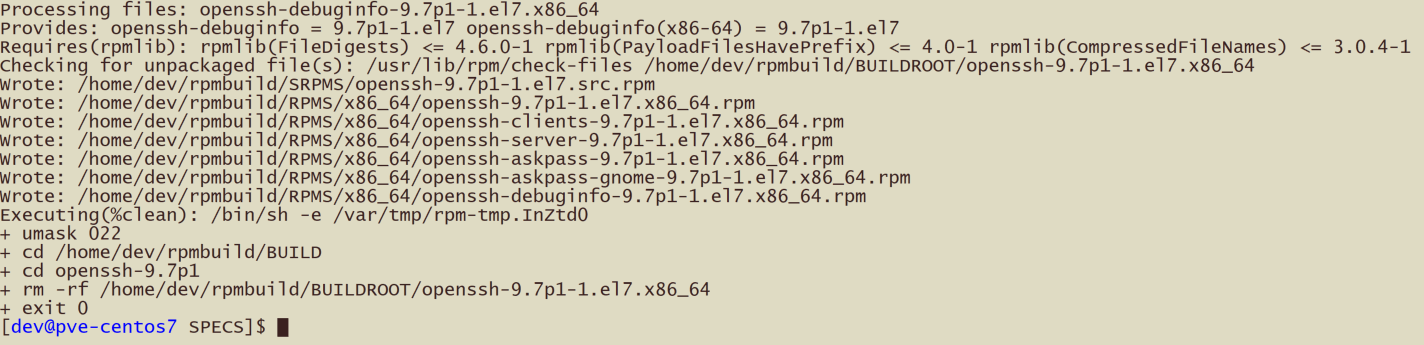 Processing files: openssh-debuginfo-9.7p1-1.el7.x86_64
Provides: openssh-debuginfo = 9.7p1-1.el7 openssh-debuginfo(x86-64) = 9.7p1-1.el7
Requires(rpmlib): rpmlib(FileDigests) <= 4.6.0-1 rpmlib(PayloadFilesHavePrefix) <= 4.0-1 rpmlib(CompressedFileNames) <= 3.0.4-1
Checking for unpackaged file(s): /usr/lib/rpm/check-files /home/dev/rpmbuild/BUILDROOT/openssh-9.7p1-1.el7.x86_64
Wrote: /home/dev/rpmbuild/SRPMS/openssh-9.7p1-1.el7.src.rpm
Wrote: /home/dev/rpmbuild/RPMS/x86_64/openssh-9.7p1-1.el7.x86_64.rpm
Wrote: /home/dev/rpmbuild/RPMS/x86_64/openssh-clients-9.7p1-1.el7.x86_64.rpm
Wrote: /home/dev/rpmbuild/RPMS/x86_64/openssh-server-9.7p1-1.el7.x86_64.rpm
Wrote: /home/dev/rpmbuild/RPMS/x86_64/openssh-askpass-9.7p1-1.el7.x86_64.rpm
Wrote: /home/dev/rpmbuild/RPMS/x86_64/openssh-askpass-gnome-9.7p1-1.el7.x86_64.rpm
Wrote: /home/dev/rpmbuild/RPMS/x86_64/openssh-debuginfo-9.7p1-1.el7.x86_64.rpm
Executing(%clean): /bin/sh -e /var/tmp/rpm-tmp.InZtd0
+ umask 022
+ cd /home/dev/rpmbuild/BUILD
+ cd openssh-9.7p1
+ rm -rf /home/dev/rpmbuild/BUILDROOT/openssh-9.7p1-1.el7.x86_64
+ exit 0
[dev@pve-centos7 SPECS]$